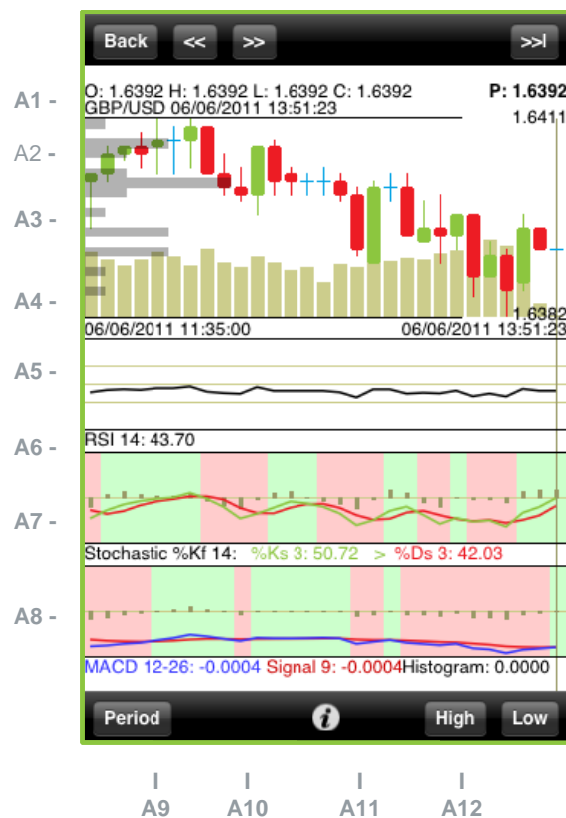 Back << >> >>I
A1 - O: 1.6392 H: 1.6392 L: 1.6392 C: 1.6392 P: 1.6392
GBP/USD 06/06/2011 13:51:23 1.6411
A2 -
A3 -
A4 - 1.6382
06/06/2011 11:35:00 06/06/2011 13:51:23
A5 -
A6 - RSI 14: 43.70
A7 -
Stochastic %Kf 14: %Ks 3: 50.72 > %Ds 3: 42.03
A8 -
MACD 12-26: -0.0004 Signal 9: -0.0004Histogram: 0.0000
Period i High Low
A9 A10 A11 A12